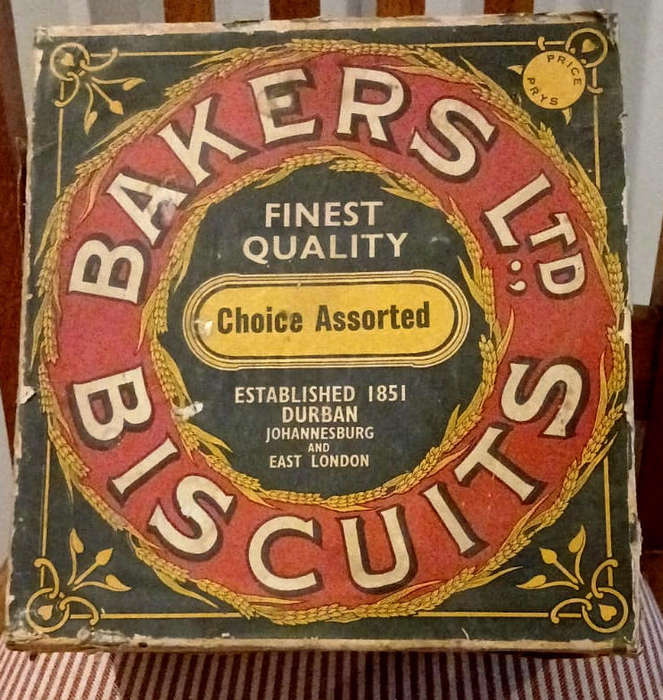 BAKERS LTD.,
BISCUITS
PRICE
PRYS
FINEST
QUALITY
Choice Assorted
ESTABLISHED 1851
DURBAN
JOHANNESBURG
AND
EAST LONDON